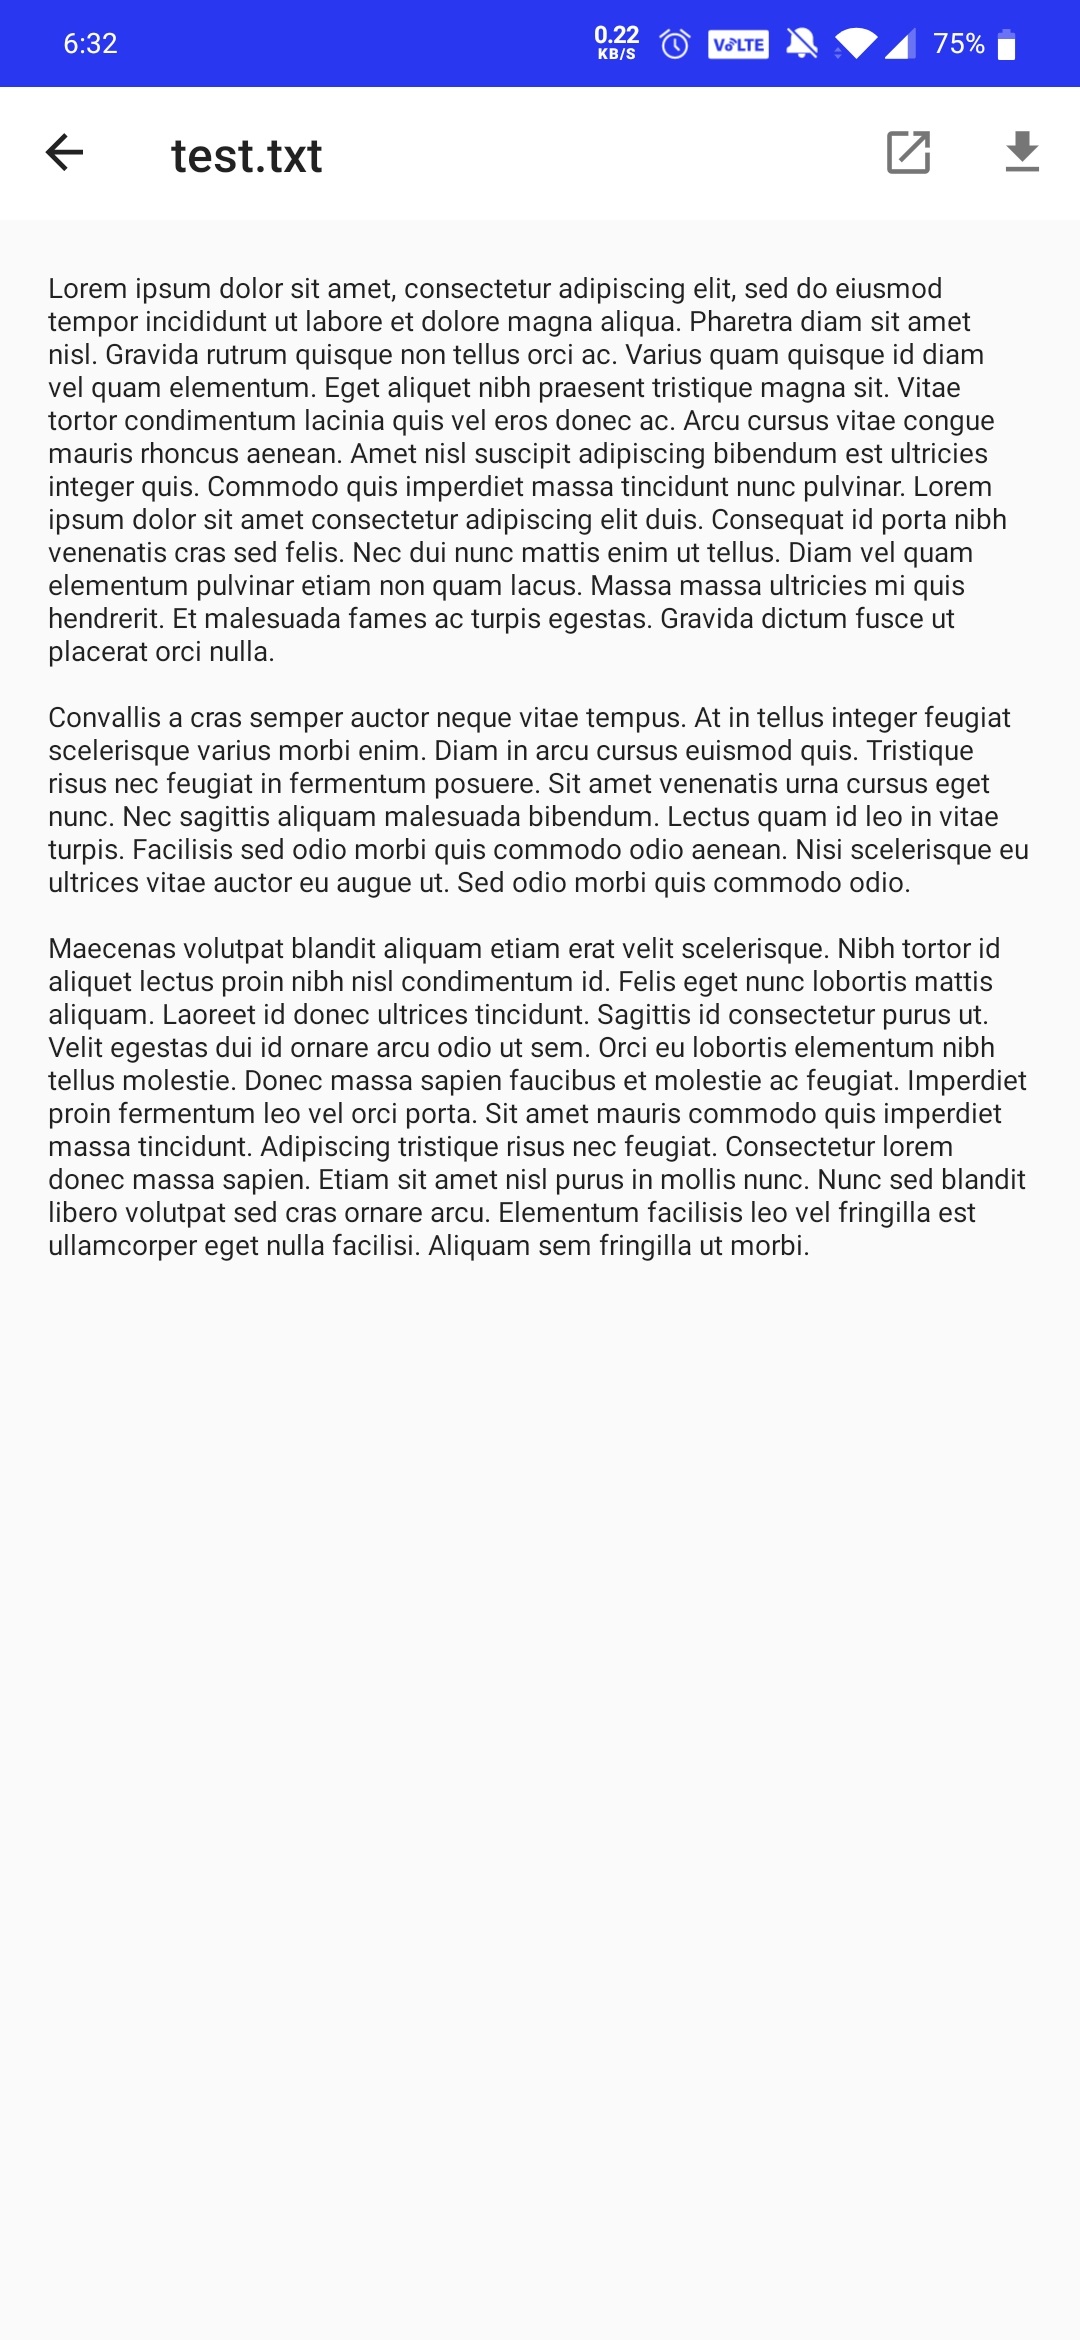 6:32
0.22
KB/S
VoLTE
75%
test.txt
Lorem ipsum dolor sit amet, consectetur adipiscing elit, sed do eiusmod
tempor incididunt ut labore et dolore magna aliqua. Pharetra diam sit amet
nisl. Gravida rutrum quisque non tellus orci ac. Varius quam quisque id diam
vel quam elementum. Eget aliquet nibh praesent tristique magna sit. Vitae
tortor condimentum lacinia quis vel eros donec ac. Arcu cursus vitae congue
mauris rhoncus aenean. Amet nisl suscipit adipiscing bibendum est ultricies
integer quis. Commodo quis imperdiet massa tincidunt nunc pulvinar. Lorem
ipsum dolor sit amet consectetur adipiscing elit duis. Consequat id porta nibh
venenatis cras sed felis. Nec dui nunc mattis enim ut tellus. Diam vel quam
elementum pulvinar etiam non quam lacus. Massa massa ultricies mi quis
hendrerit. Et malesuada fames ac turpis egestas. Gravida dictum fusce ut
placerat orci nulla.
Convallis a cras semper auctor neque vitae tempus. At in tellus integer feugiat
scelerisque varius morbi enim. Diam in arcu cursus euismod quis. Tristique
risus nec feugiat in fermentum posuere. Sit amet venenatis urna cursus eget
nunc. Nec sagittis aliquam malesuada bibendum. Lectus quam id leo in vitae
turpis. Facilisis sed odio morbi quis commodo odio aenean. Nisi scelerisque eu
ultrices vitae auctor eu augue ut. Sed odio morbi quis commodo odio.
Maecenas volutpat blandit aliquam etiam erat velit scelerisque. Nibh tortor id
aliquet lectus proin nibh nisl condimentum id. Felis eget nunc lobortis mattis
aliquam. Laoreet id donec ultrices tincidunt. Sagittis id consectetur purus ut.
Velit egestas dui id ornare arcu odio ut sem. Orci eu lobortis elementum nibh
tellus molestie. Donec massa sapien faucibus et molestie ac feugiat. Imperdiet
proin fermentum leo vel orci porta. Sit amet mauris commodo quis imperdiet
massa tincidunt. Adipiscing tristique risus nec feugiat. Consectetur lorem
donec massa sapien. Etiam sit amet nisl purus in mollis nunc. Nunc sed blandit
libero volutpat sed cras ornare arcu. Elementum facilisis leo vel fringilla est
ullamcorper eget nulla facilisi. Aliquam sem fringilla ut morbi.